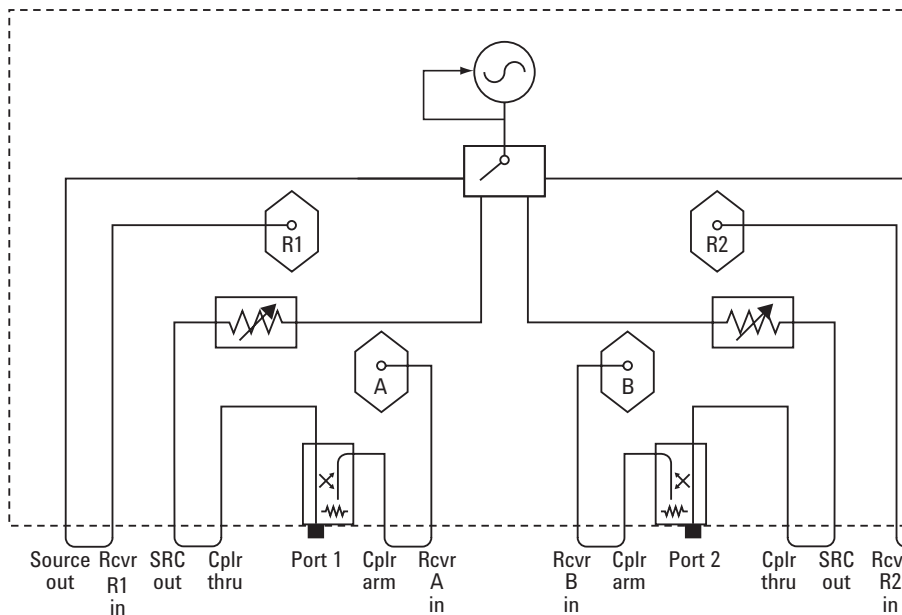 R1
R2
A
B
Source
out
Rcvr
R1
in
SRC
out
Cplr
thru
Port 1
Cplr
arm
Rcvr
A
in
Rcvr
B
in
Cplr
arm
Port 2
Cplr
thru
SRC
out
Rcv
R2
in